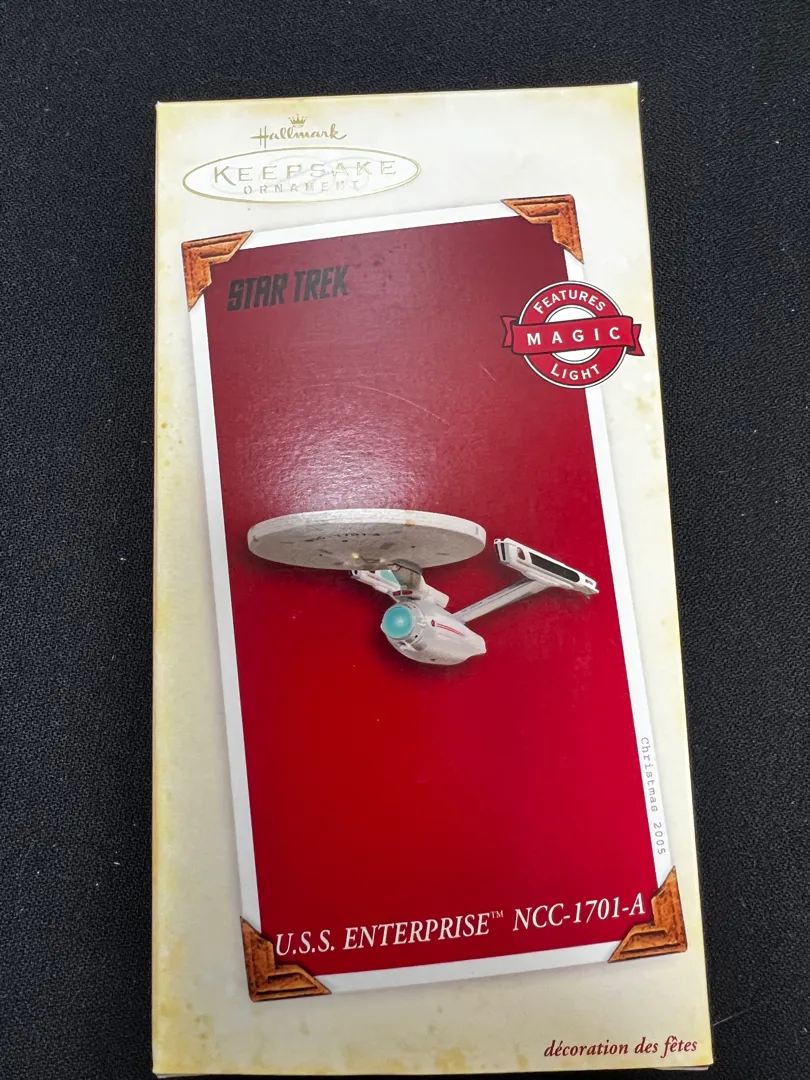 Hallmark
KEEPSAKE
ORNAMENT
STAR TREK
FEATURES
MAGIC
LIGHT
Christmas 2005
U.S.S. ENTERPRISE™ NCC-1701-A
décoration des fêtes